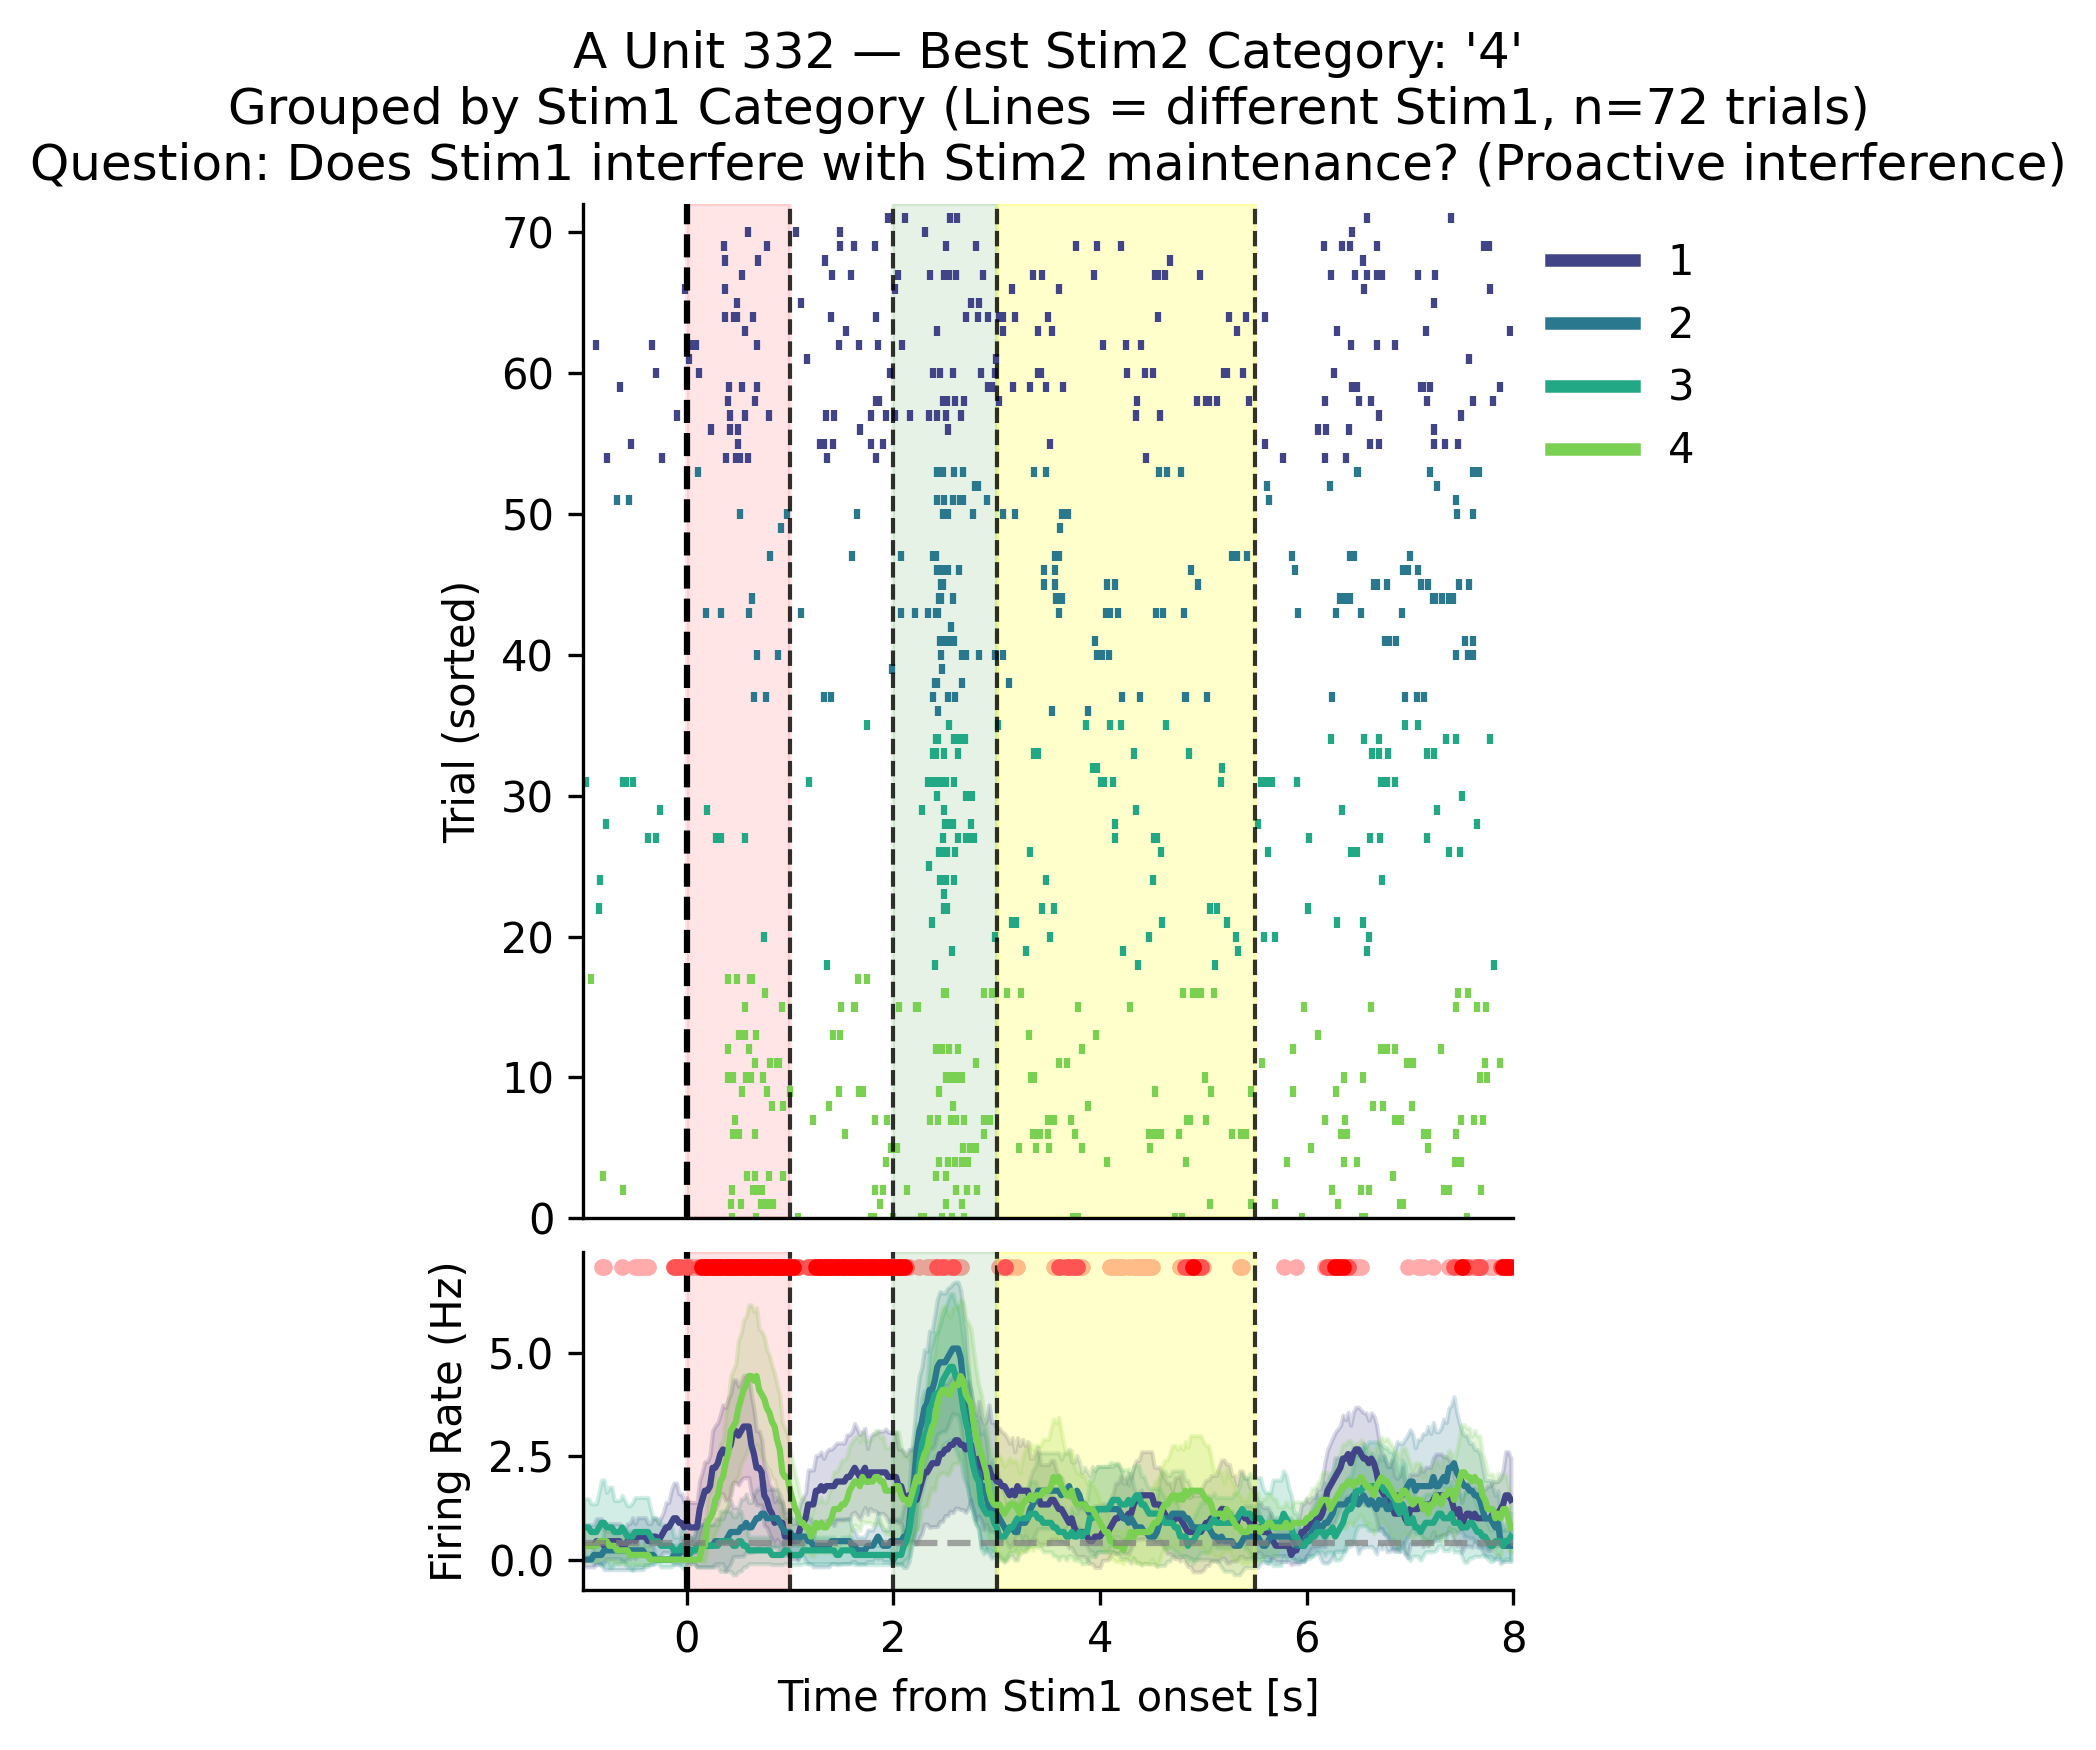 A Unit 332 — Best Stim2 Category: '4'
Grouped by Stim1 Category (Lines = different Stim1, n=72 trials)
Question: Does Stim1 interfere with Stim2 maintenance? (Proactive interference)
70
60
50
40
30
20
10
0
Trial (sorted)
1
2
3
4
5.0
2.5
0.0
Firing Rate (Hz)
0 2 4 6 8
Time from Stim1 onset [s]